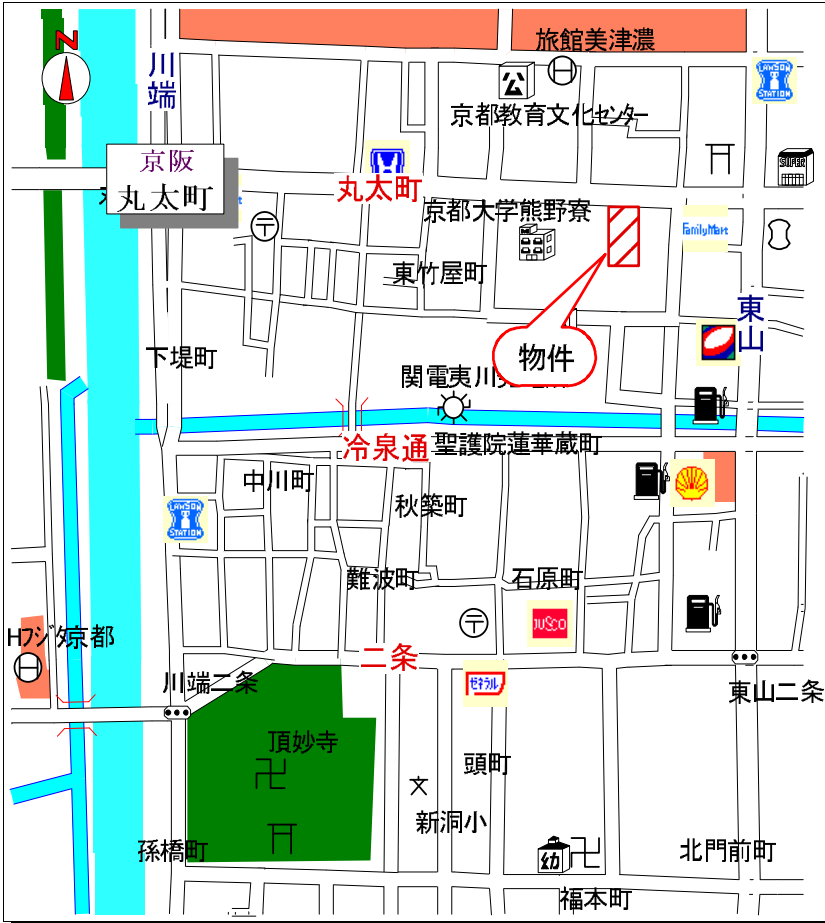 N
旅館美津濃
川端
LAWSON
STATION
公
H
京都教育文化センター
京阪
丸太町
丸太町
SUPER
京都大学熊野寮
FamilyMart
〒
東竹屋町
東山
物件
下堤町
関電夷川
冷泉通
聖護院蓮華蔵町
中川町
秋築町
LAWSON
STATION
難波町
石原町
〒
JUSCO
Hフジタ京都
H
二条
川端二条
ゼネラル
東山二条
頂妙寺
卍
頭町
文
新洞小
孫橋町
幼
卍
北門前町
福本町